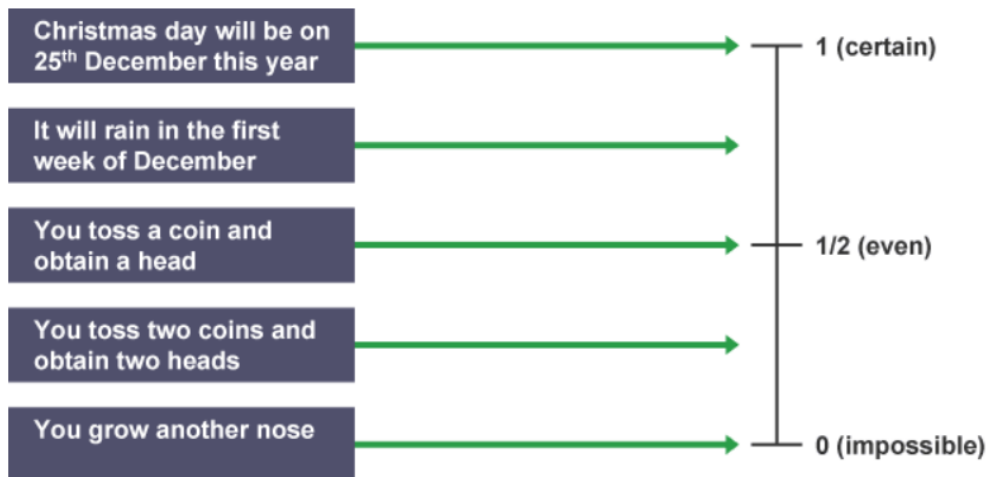 Christmas day will be on
25th December this year
1 (certain)
It will rain in the first
week of December
You toss a coin and
obtain a head
1/2 (even)
You toss two coins and
obtain two heads
You grow another nose
0 (impossible)